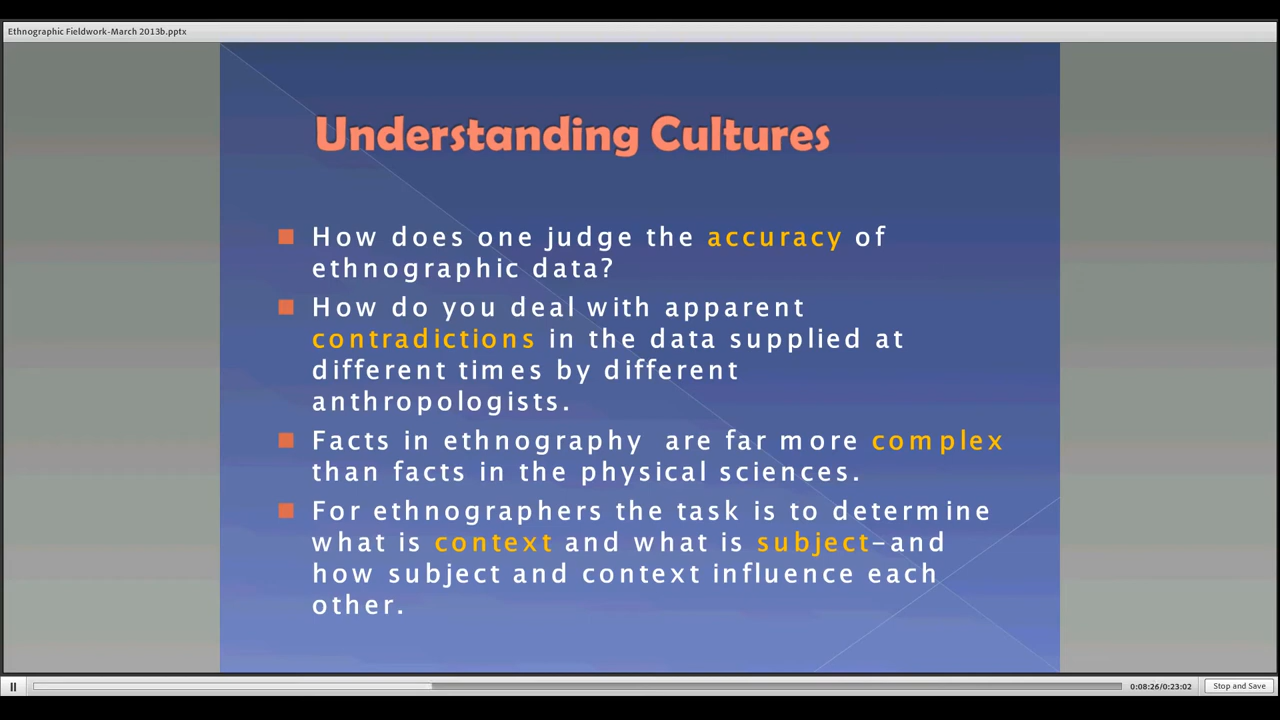 Ethnographic Fieldwork-March 2013b.pptx
Understanding Cultures
How does one judge the accuracy of
ethnographic data?
How do you deal with apparent
contradictions in the data supplied at
different times by different
anthropologists.
Facts in ethnography are far more complex
than facts in the physical sciences.
For ethnographers the task is to determine
what is context and what is subject–and
how subject and context influence each
other.
0:08:26/0:23:02
Stop and Save